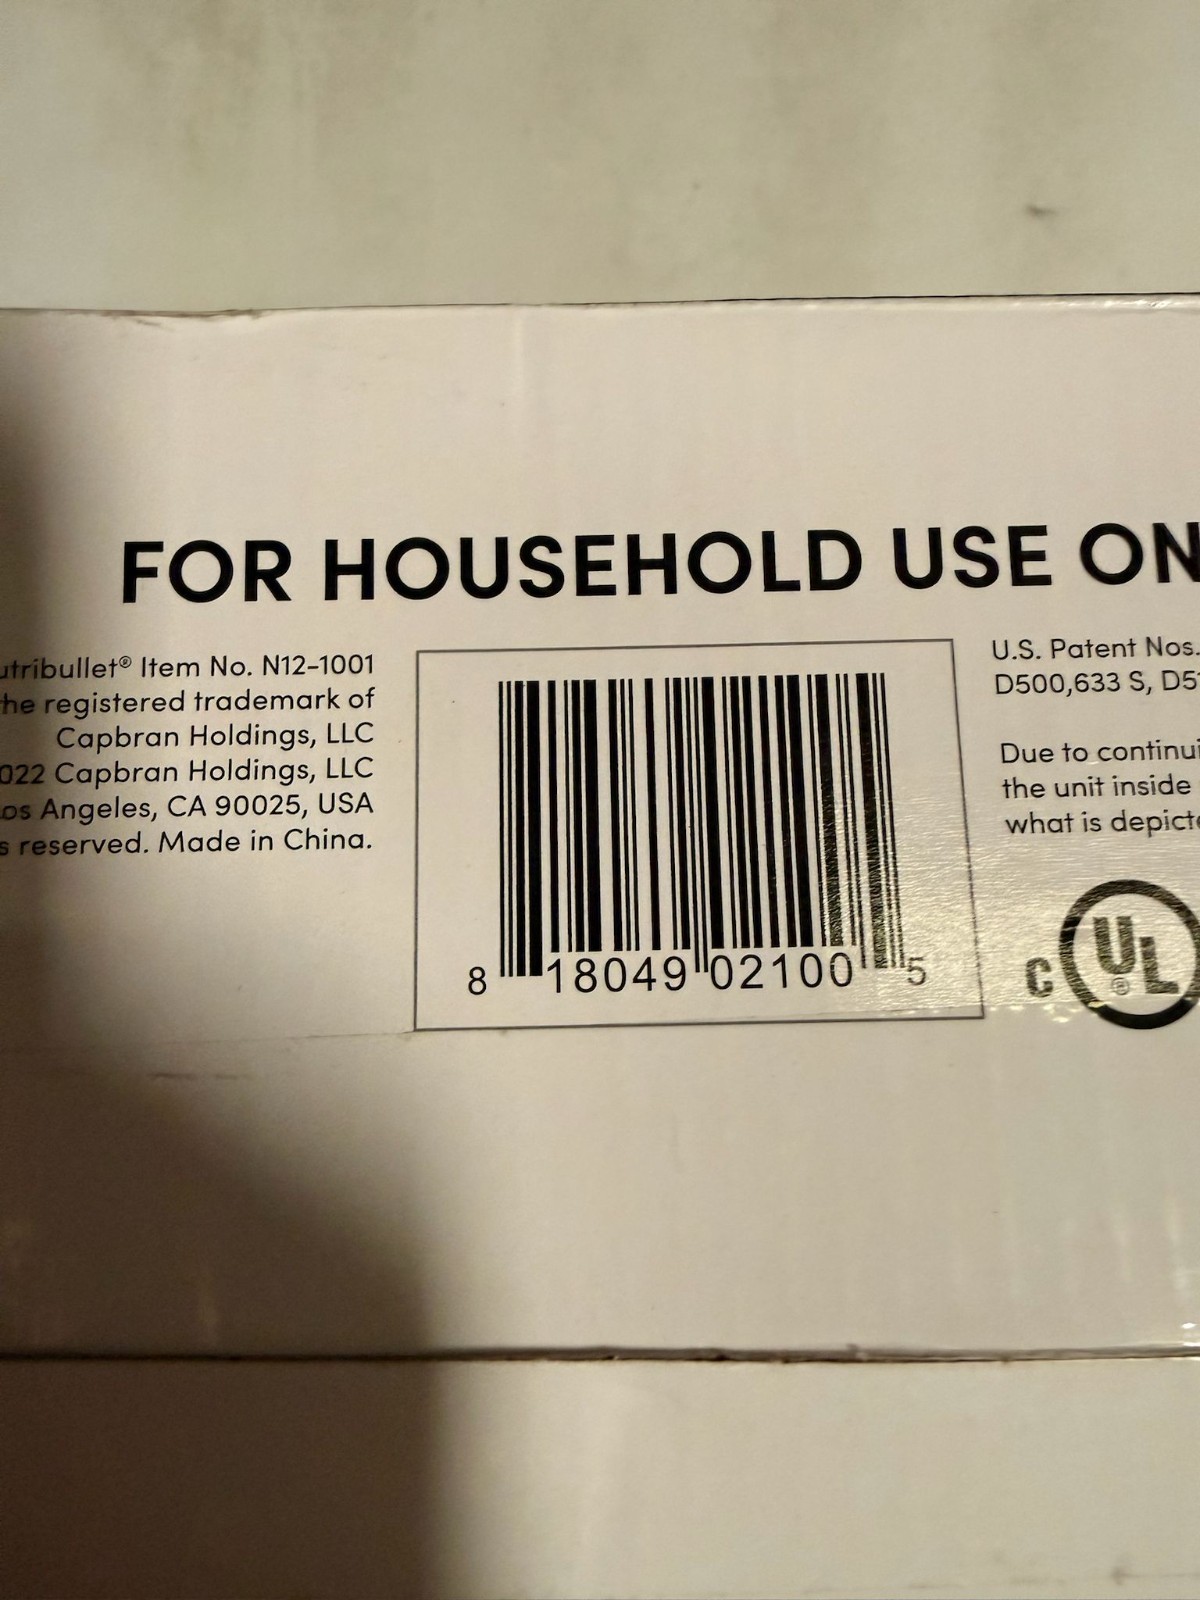 FOR HOUSEHOLD USE ON
utribullet® Item No. N12-1001
he registered trademark of
Capbran Holdings, LLC
022 Capbran Holdings, LLC
os Angeles, CA 90025, USA
s reserved. Made in China.
8 18049 02100 5
U.S. Patent Nos.
D500,633 S, D5
Due to continui
the unit inside
what is depict
C UL ®